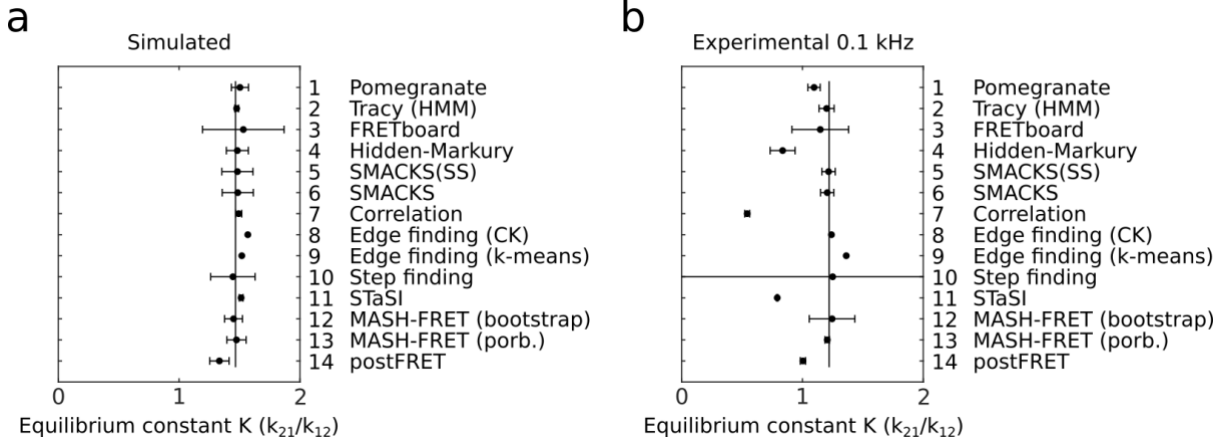 a
Simulated
1 Pomegranate
2 Tracy (HMM)
3 FRETboard
4 Hidden-Markury
5 SMACKS(SS)
6 SMACKS
7 Correlation
8 Edge finding (CK)
9 Edge finding (k-means)
10 Step finding
11 STaSI
12 MASH-FRET (bootstrap)
13 MASH-FRET (porb.)
14 postFRET
0 1 2
Equilibrium constant K (k21/k12)
b
Experimental 0.1 kHz
1 Pomegranate
2 Tracy (HMM)
3 FRETboard
4 Hidden-Markury
5 SMACKS(SS)
6 SMACKS
7 Correlation
8 Edge finding (CK)
9 Edge finding (k-means)
10 Step finding
11 STaSI
12 MASH-FRET (bootstrap)
13 MASH-FRET (porb.)
14 postFRET
0 1 2
Equilibrium constant K (k21/k12)